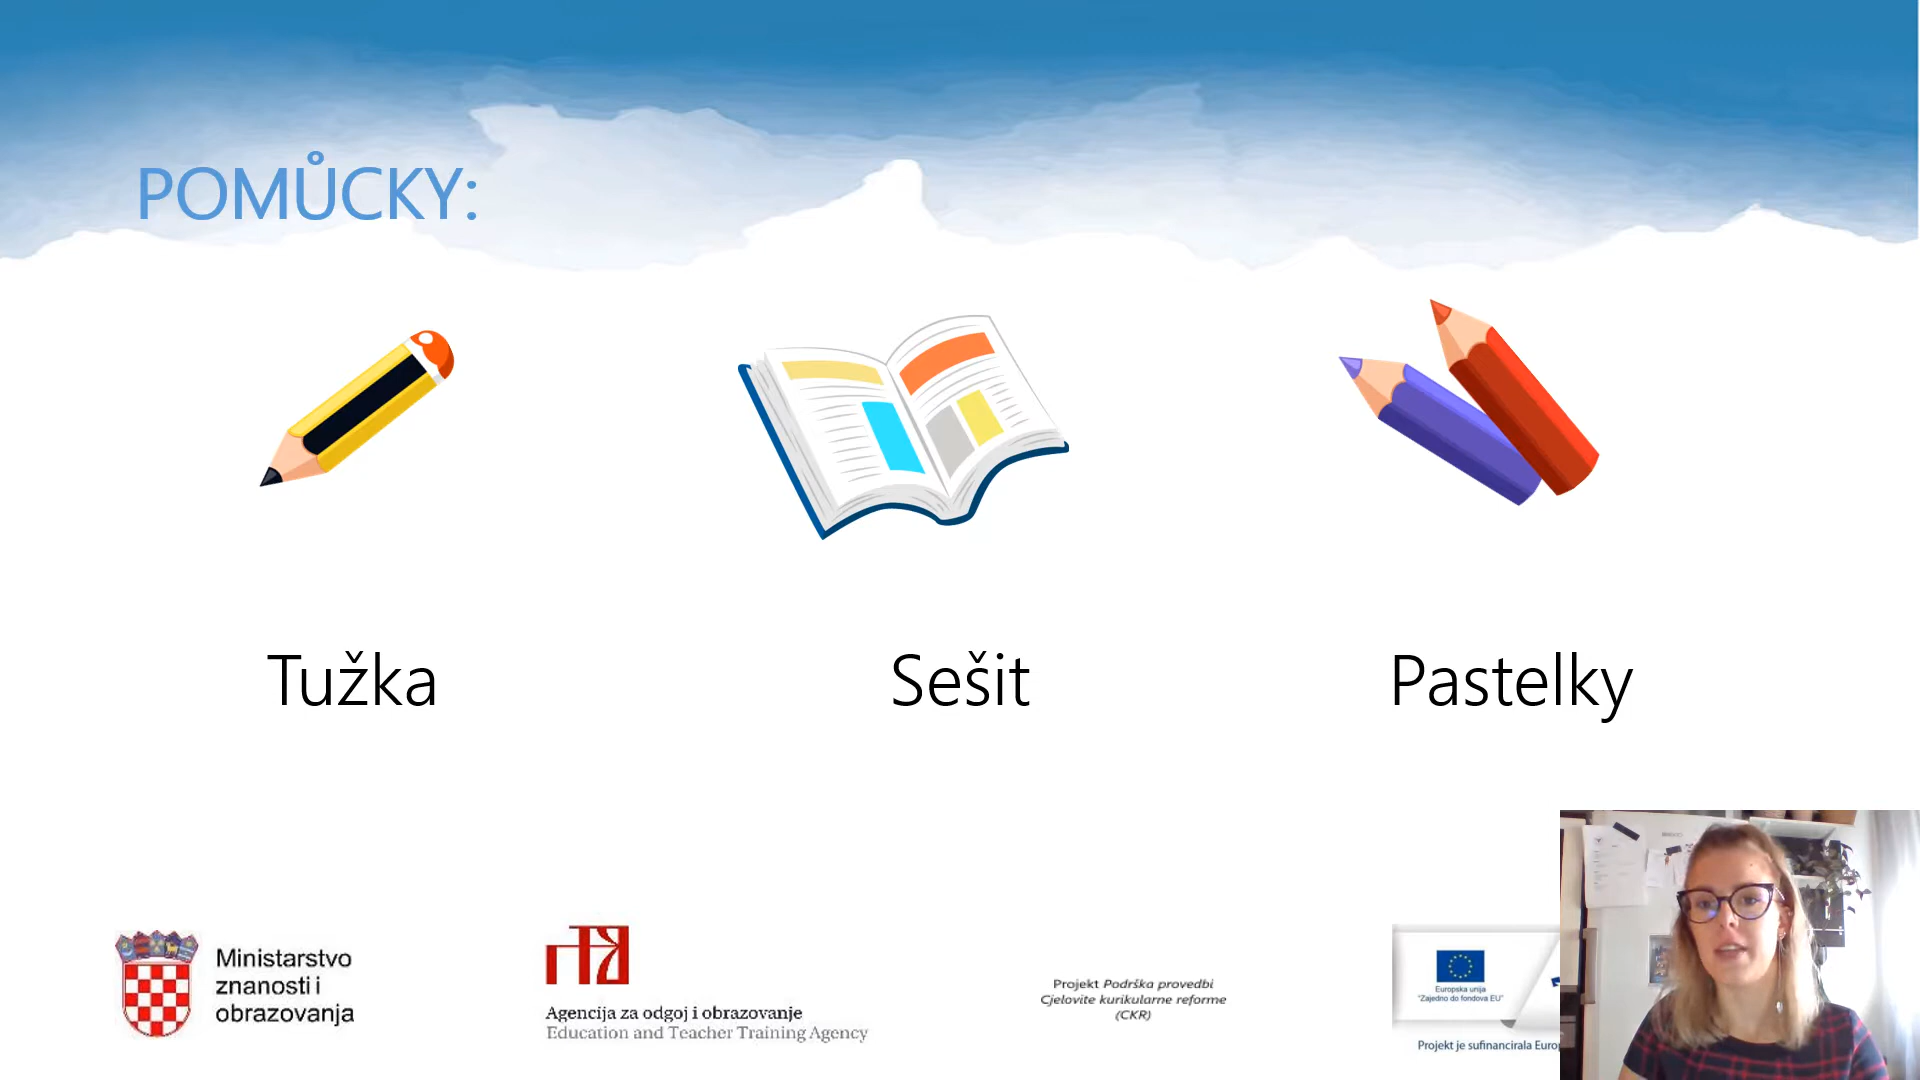 POMŮCKY:
Tužka
Sešit
Pastelky
Ministarstvo
znanosti i
obrazovanja
Agencija za odgoj i obrazovanje
Education and Teacher Training Agency
Projekt Podrška provedbi
Cjelovite kurikularne reforme
(CKR)
Europska unija
"Zajedno do fondova EU"
Projekt je sufinancirala